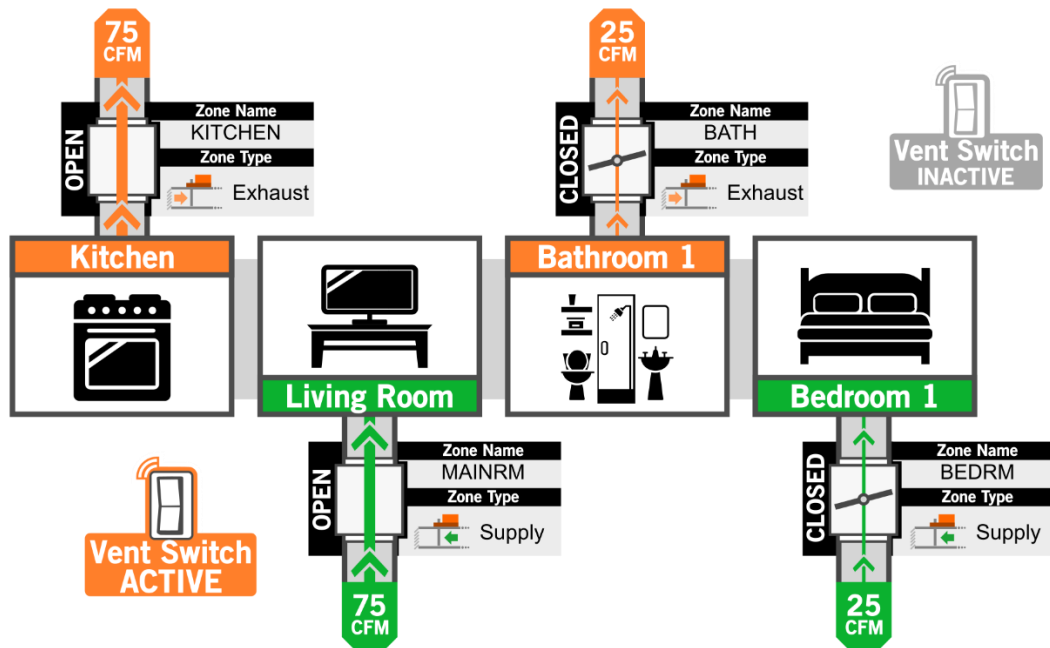 75
CFM
OPEN
Zone Name
KITCHEN
Zone Type
Exhaust
Kitchen
25
CFM
CLOSED
Zone Name
BATH
Zone Type
Exhaust
Bathroom 1
Vent Switch
INACTIVE
Living Room
OPEN
Zone Name
MAINRM
Zone Type
Supply
75
CFM
Bedroom 1
CLOSED
Zone Name
BEDRM
Zone Type
Supply
25
CFM
Vent Switch
ACTIVE